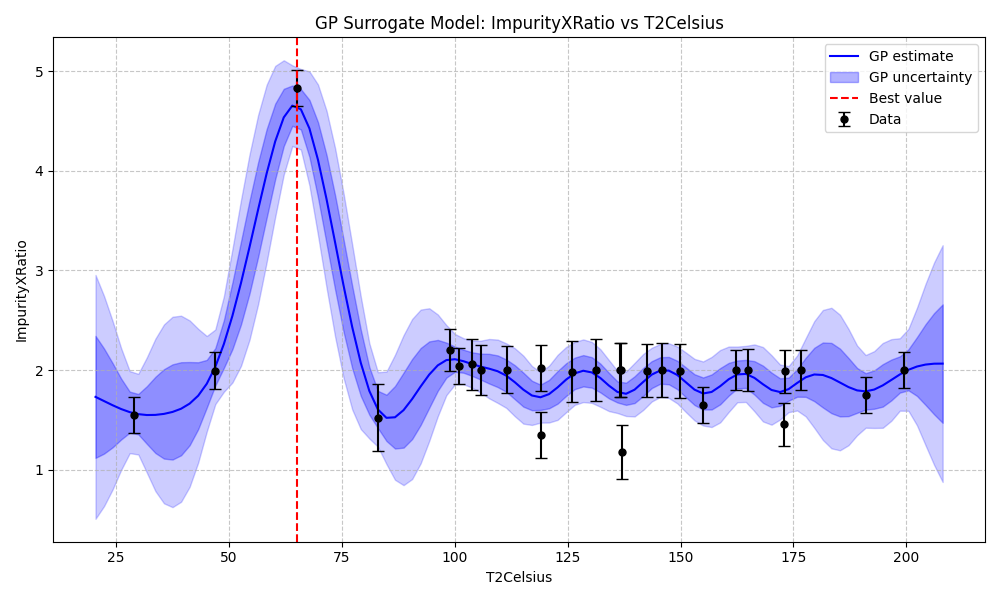 GP Surrogate Model: ImpurityXRatio vs T2Celsius
GP estimate
GP uncertainty
Best value
Data
5
4
3
2
1
ImpurityXRatio
25
50
75
100
125
150
175
200
T2Celsius